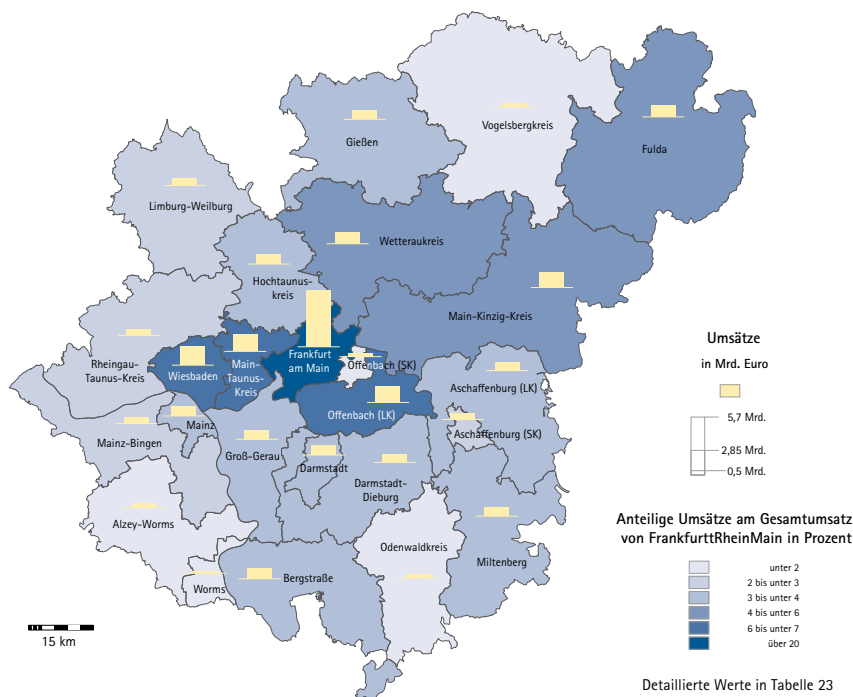 Vogelsbergkreis
Gießen
Fulda
Limburg-Weilburg
Wetteraukreis
Hochtaunus-
kreis
Main-Kinzig-Kreis
Rheingau-
Taunus-Kreis
Wiesbaden
Main-
Taunus-
Kreis
Frankfurt
am Main
Offenbach (SK)
Aschaffenburg (LK)
Offenbach (LK)
Mainz
Mainz-Bingen
Aschaffenburg (SK)
Groß-Gerau
Darmstadt
Darmstadt-
Dieburg
Alzey-Worms
Odenwaldkreis
Miltenberg
Worms
Bergstraße
15 km
Umsätze
in Mrd. Euro
5,7 Mrd.
2,85 Mrd.
0,5 Mrd.
Anteilige Umsätze am Gesamtumsatz
von FrankfurttRheinMain in Prozent
unter 2
2 bis unter 3
3 bis unter 4
4 bis unter 6
6 bis unter 7
über 20
Detaillierte Werte in Tabelle 23